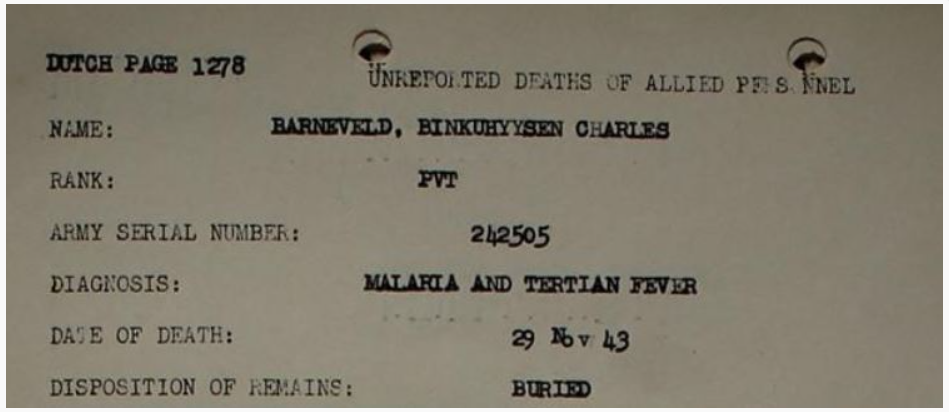 DUTCH PAGE 1278
UNREPORTED DEATHS OF ALLIED PERSONNEL
NAME: BARNEVELD, BINKUHYYSEN CHARLES
RANK: PVT
ARMY SERIAL NUMBER: 242505
DIAGNOSIS: MALARIA AND TERTIAN FEVER
DATE OF DEATH: 29 Nov 43
DISPOSITION OF REMAINS: BURIED